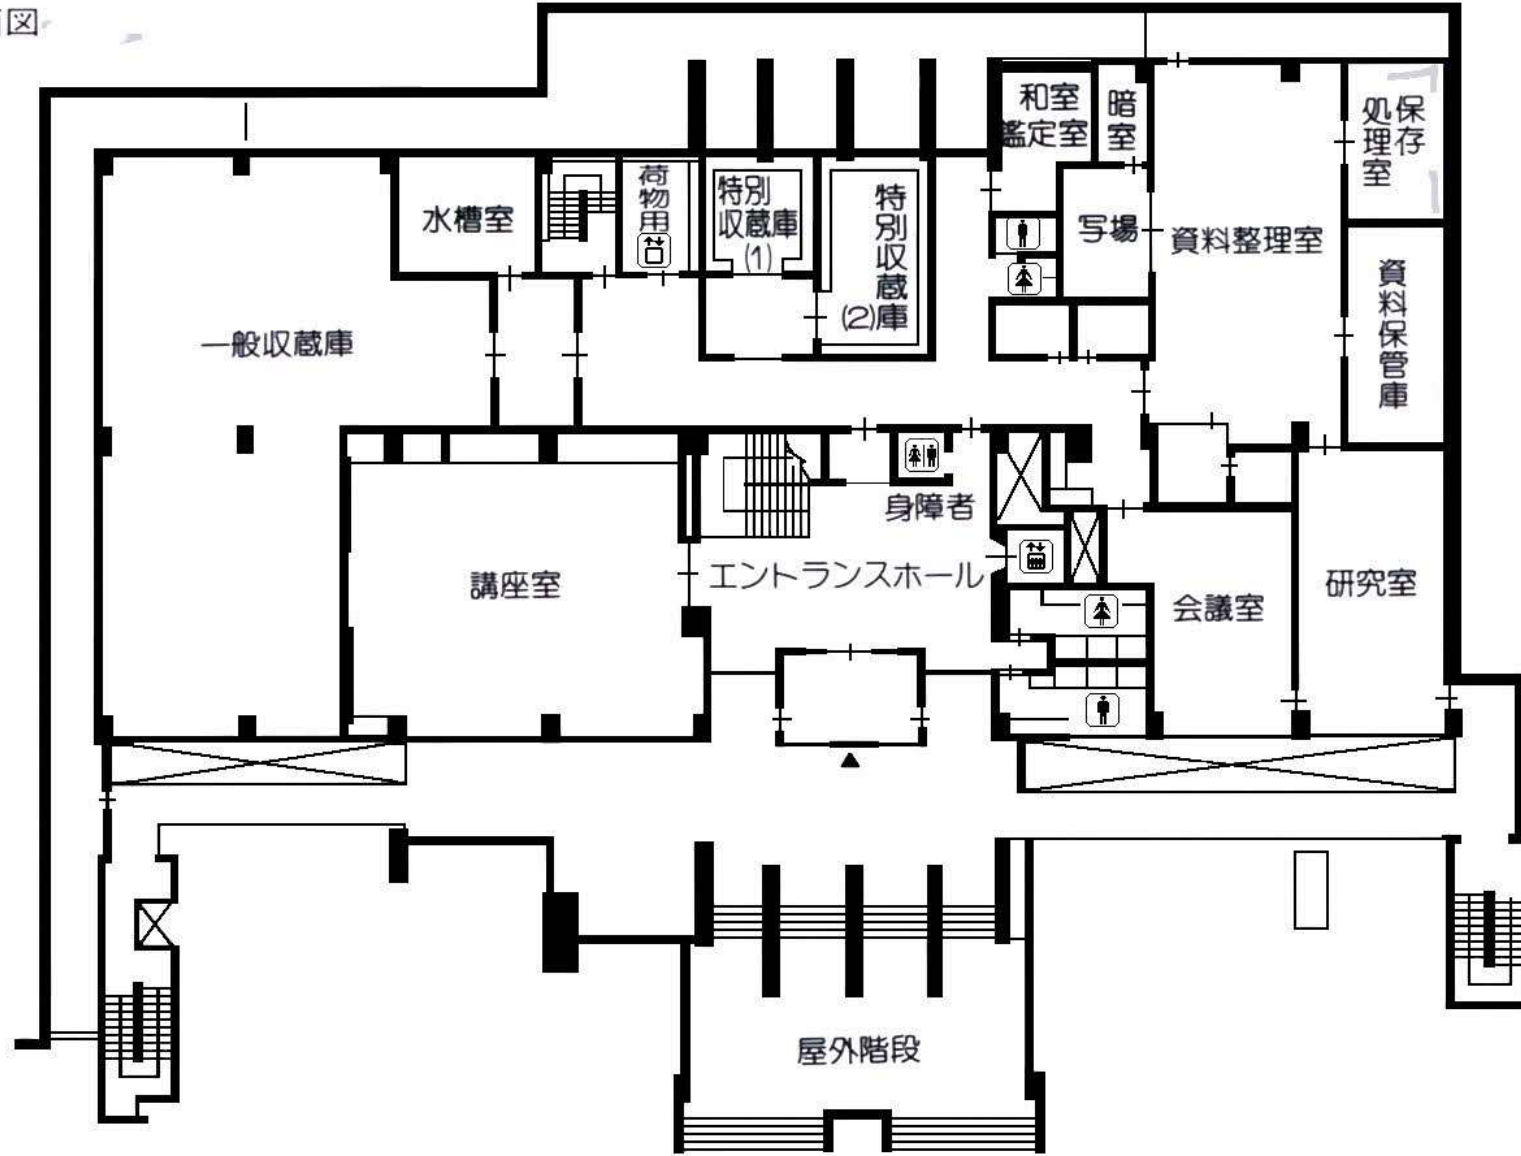 図
和室
鑑定室
暗室
保存
処理室
荷物用
特別
収蔵庫
(1)
特別収蔵庫(2)
水槽室
写場
資料整理室
資料保管庫
一般収蔵庫
身障者
エントランスホール
講座室
会議室
研究室
屋外階段